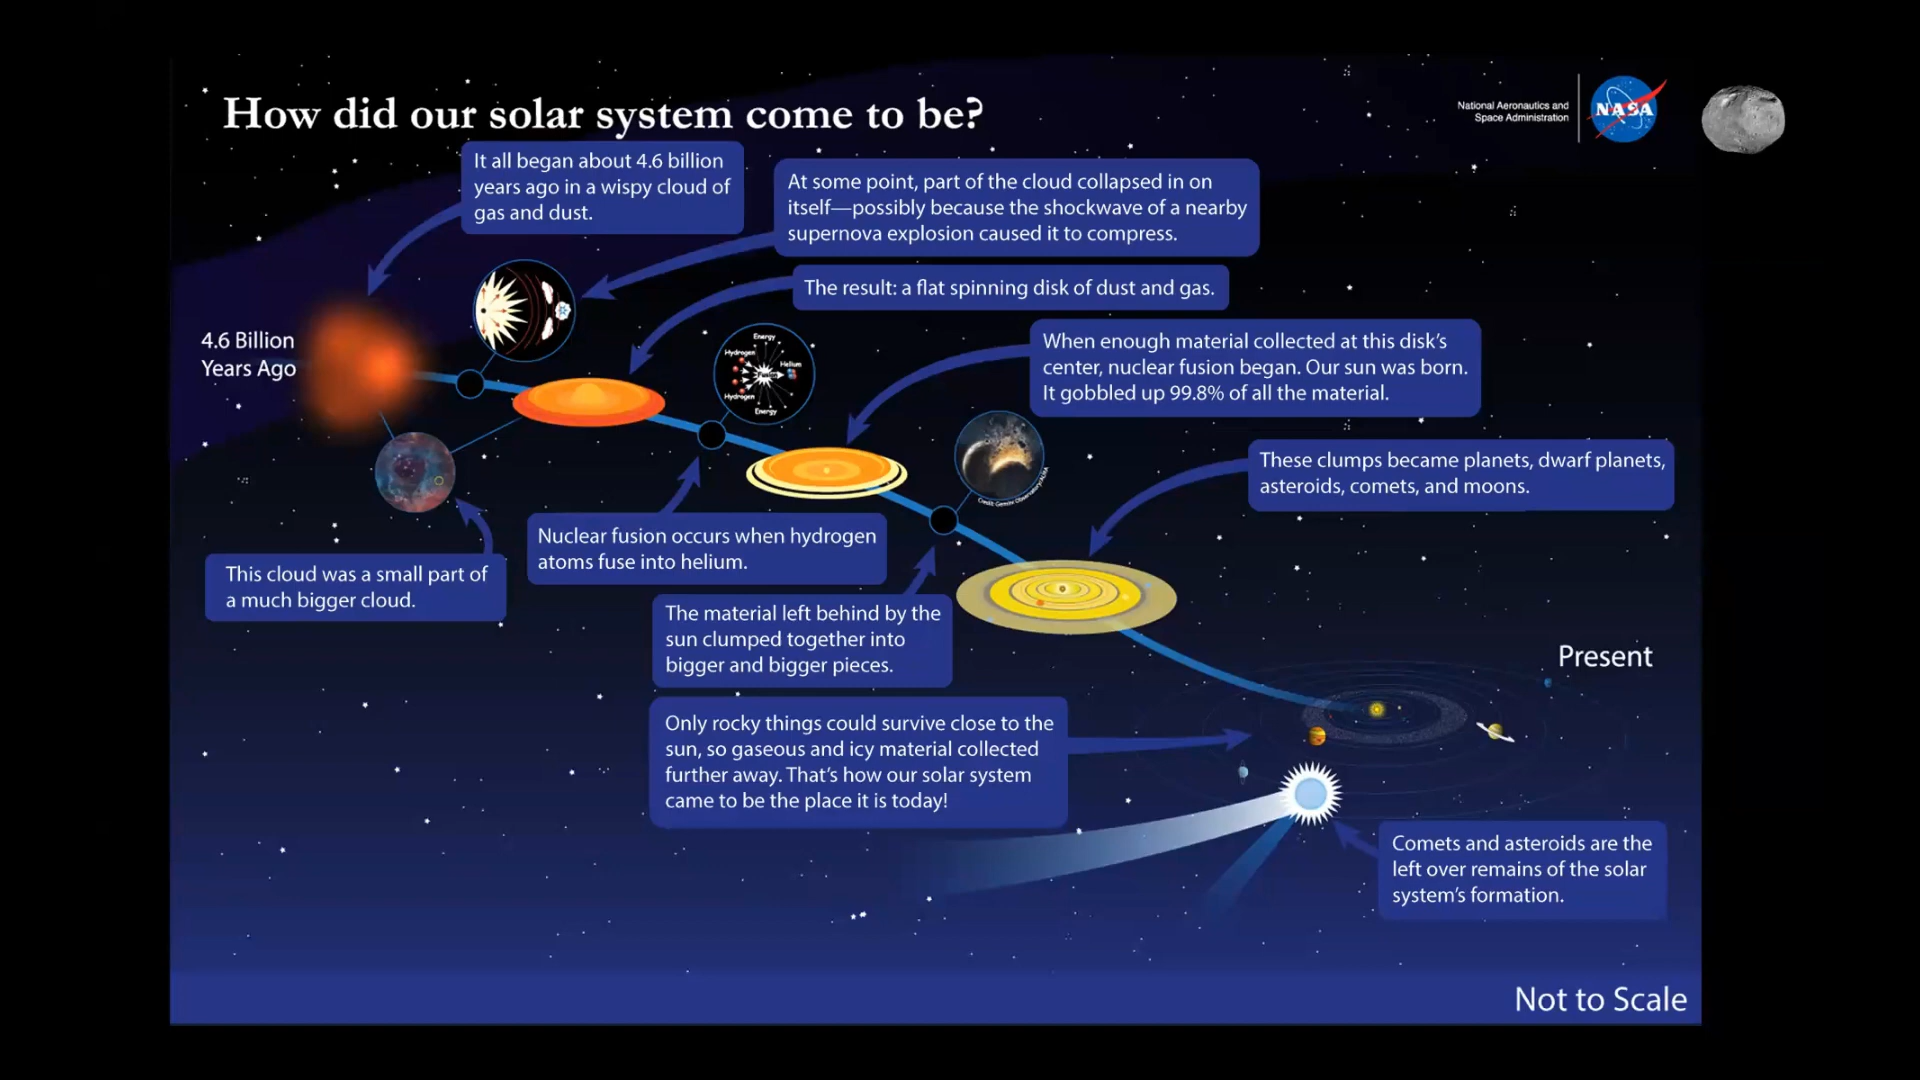 How did our solar system come to be?
National Aeronautics and
Space Administration
NASA
It all began about 4.6 billion
years ago in a wispy cloud of
gas and dust.
At some point, part of the cloud collapsed in on
itself—possibly because the shockwave of a nearby
supernova explosion caused it to compress.
The result: a flat spinning disk of dust and gas.
4.6 Billion
Years Ago
Energy
Hydrogen
Helium
Fusion
Hydrogen
Energy
When enough material collected at this disk's
center, nuclear fusion began. Our sun was born.
It gobbled up 99.8% of all the material.
Credit: Gemini Observatory/AURA
These clumps became planets, dwarf planets,
asteroids, comets, and moons.
Nuclear fusion occurs when hydrogen
atoms fuse into helium.
This cloud was a small part of
a much bigger cloud.
The material left behind by the
sun clumped together into
bigger and bigger pieces.
Present
Only rocky things could survive close to the
sun, so gaseous and icy material collected
further away. That's how our solar system
came to be the place it is today!
Comets and asteroids are the
left over remains of the solar
system's formation.
Not to Scale